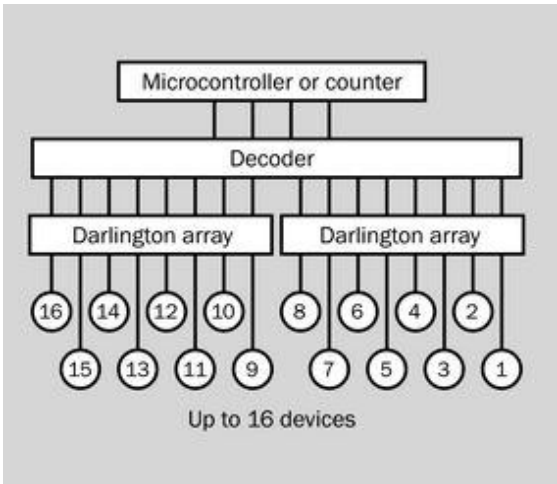 Microcontroller or counter
Decoder
Darlington array Darlington array
16 14 12 10 8 6 4 2
15 13 11 9 7 5 3 1
Up to 16 devices